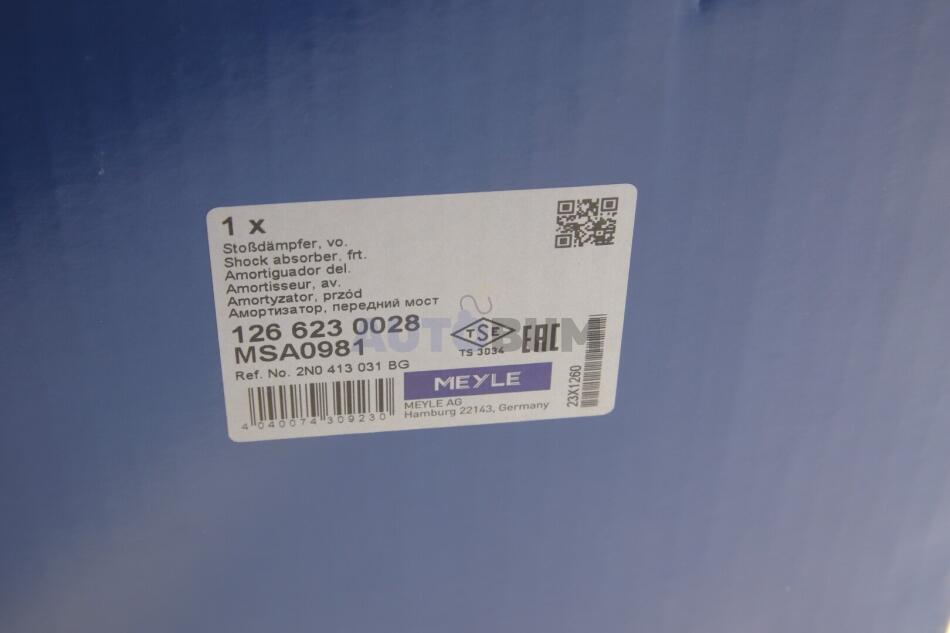 1 x
Stoßdämpfer, vo.
Shock absorber, frt.
Amortiguador del.
Amortisseur, av.
Amortyzator, przód
Амортизатор, передний мост
126 623 0028
MSA0981
Ref. No. 2N0 413 031 BG
4 040074 309230
TSE
TS 3034
EAC
MEYLE
MEYLE AG
Hamburg 22143, Germany
23X1260
AUTOBUM